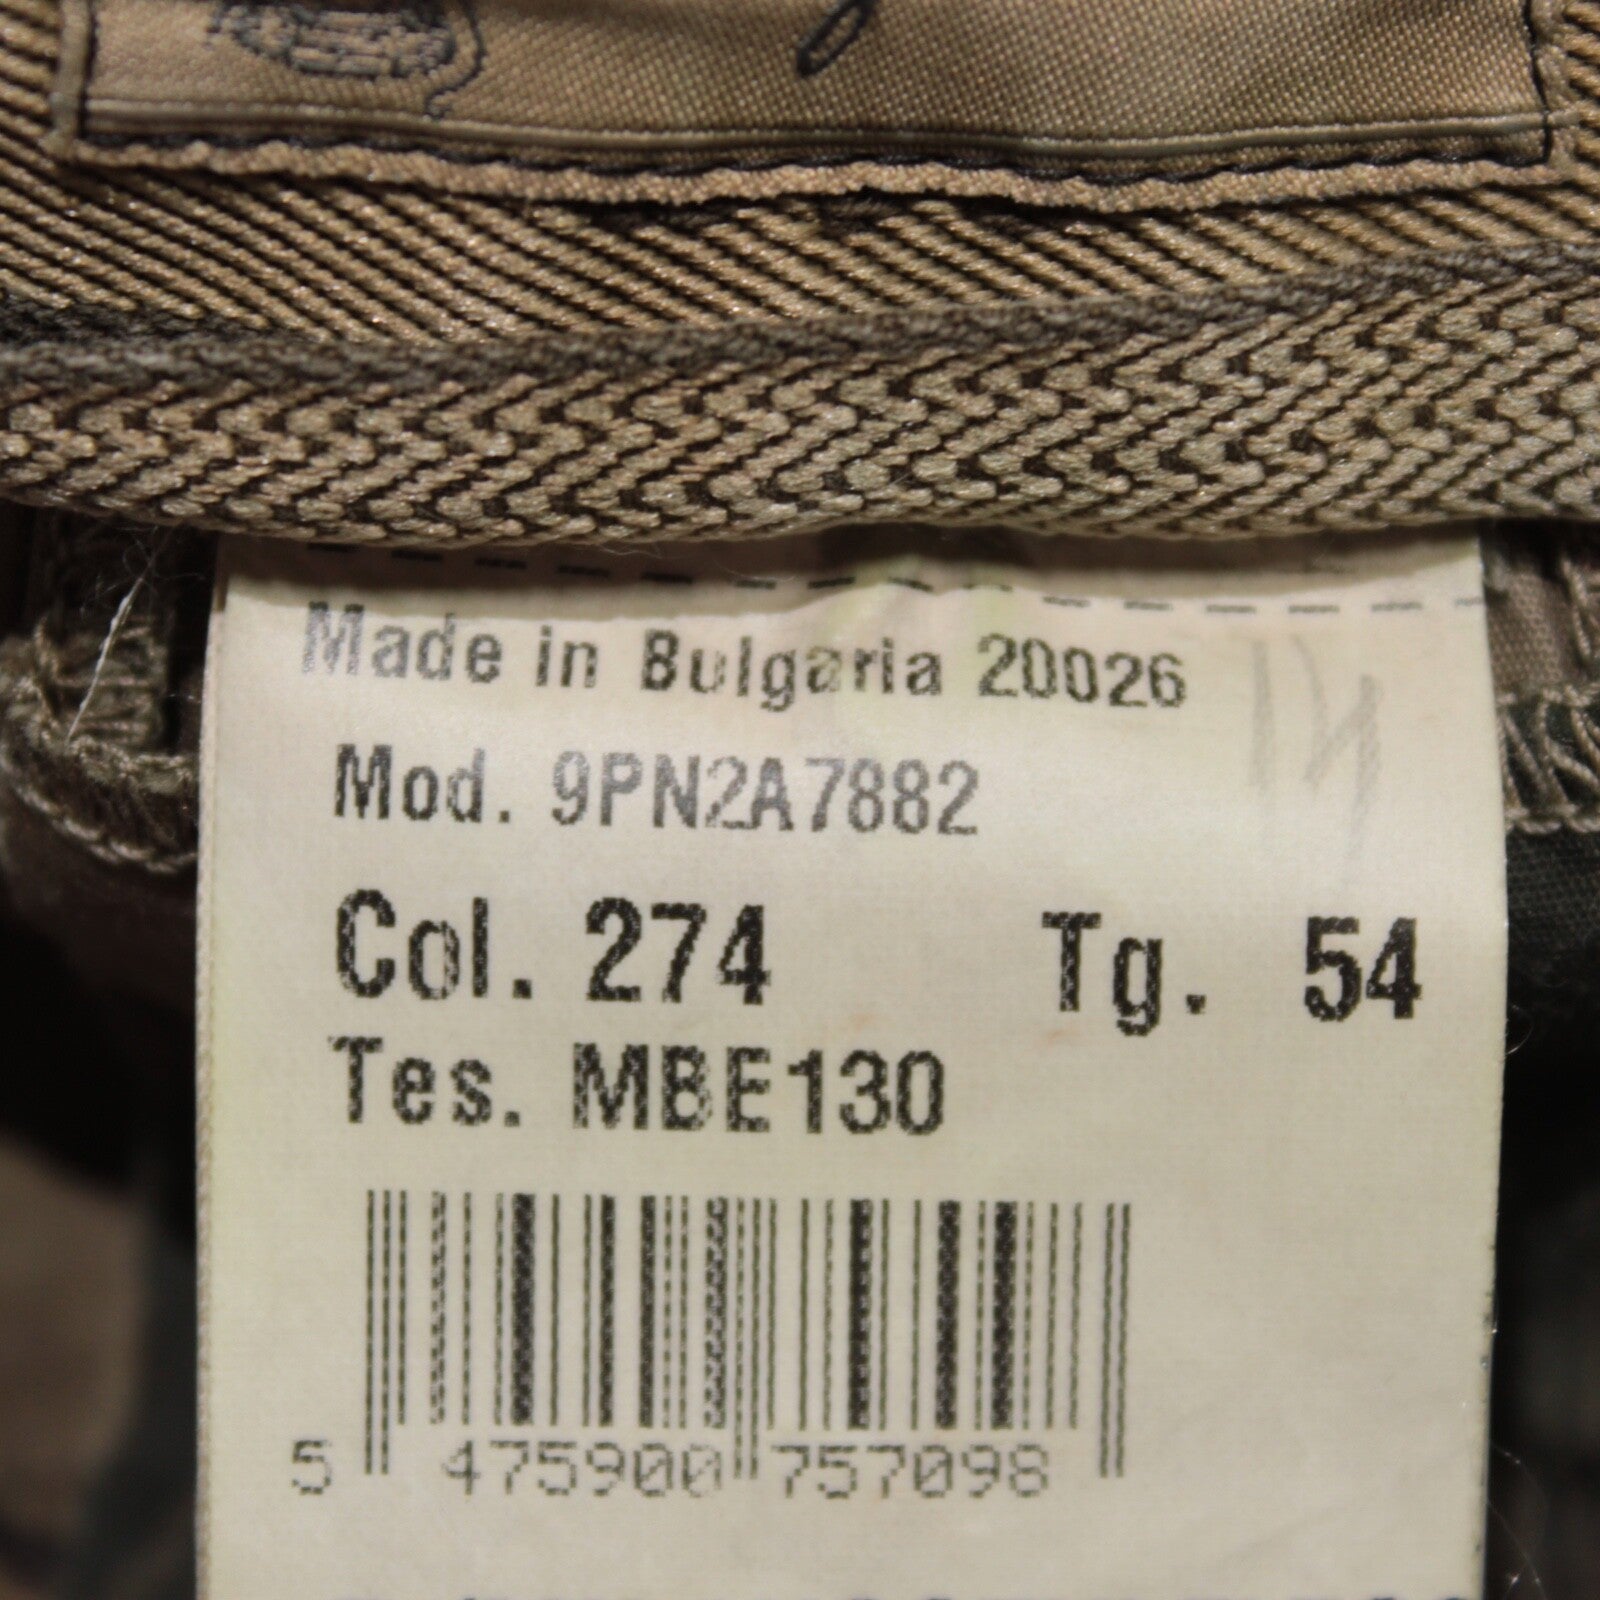 Made in Bulgaria 20026
Mod. 9PN2A7882
Col. 274 Tg. 54
Tes. MBE130
5 475900 757098